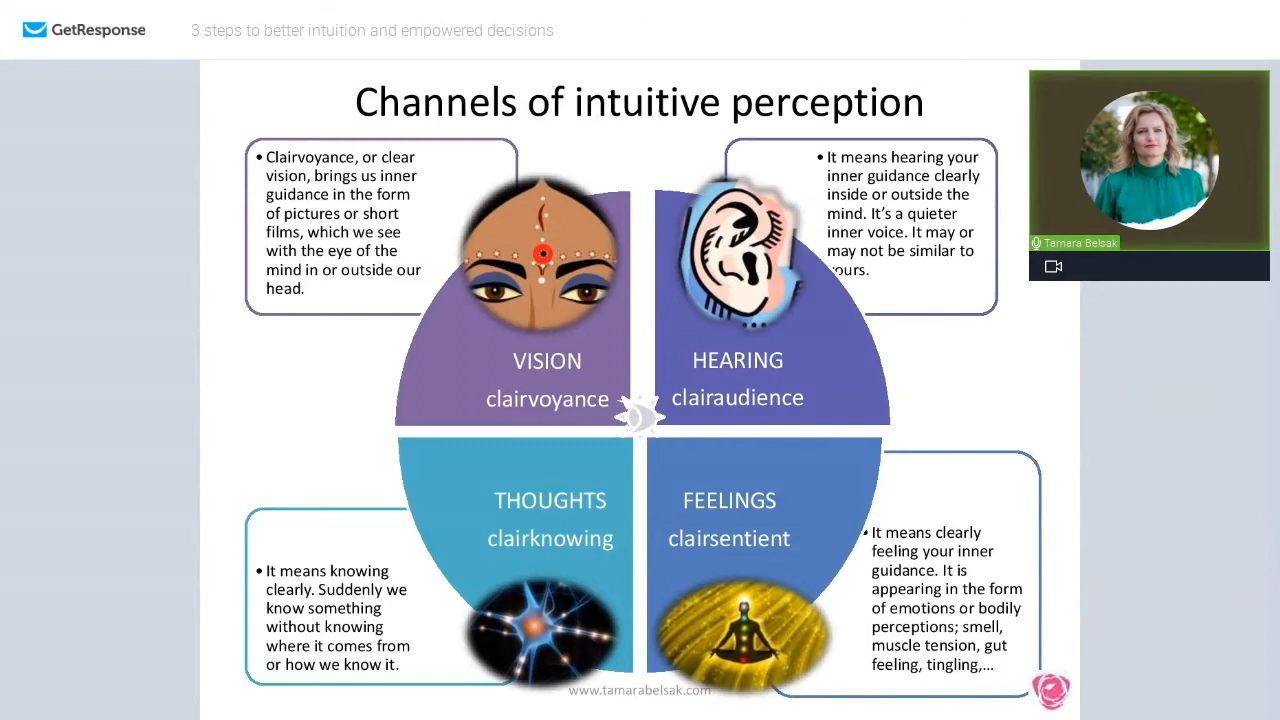 GetResponse
3 steps to better intuition and empowered decisions
Channels of intuitive perception
• Clairvoyance, or clear
vision, brings us inner
guidance in the form
of pictures or short
films, which we see
with the eye of the
mind in or outside our
head.
• It means hearing your
inner guidance clearly
inside or outside the
mind. It’s a quieter
inner voice. It may or
may not be similar to
yours.
Tamara Belsak
VISION
clairvoyance
HEARING
clairaudience
THOUGHTS
clairknowing
FEELINGS
clairsentient
• It means knowing
clearly. Suddenly we
know something
without knowing
where it comes from
or how we know it.
• It means clearly
feeling your inner
guidance. It is
appearing in the form
of emotions or bodily
perceptions; smell,
muscle tension, gut
feeling, tingling,...
www.tamarabelsak.com